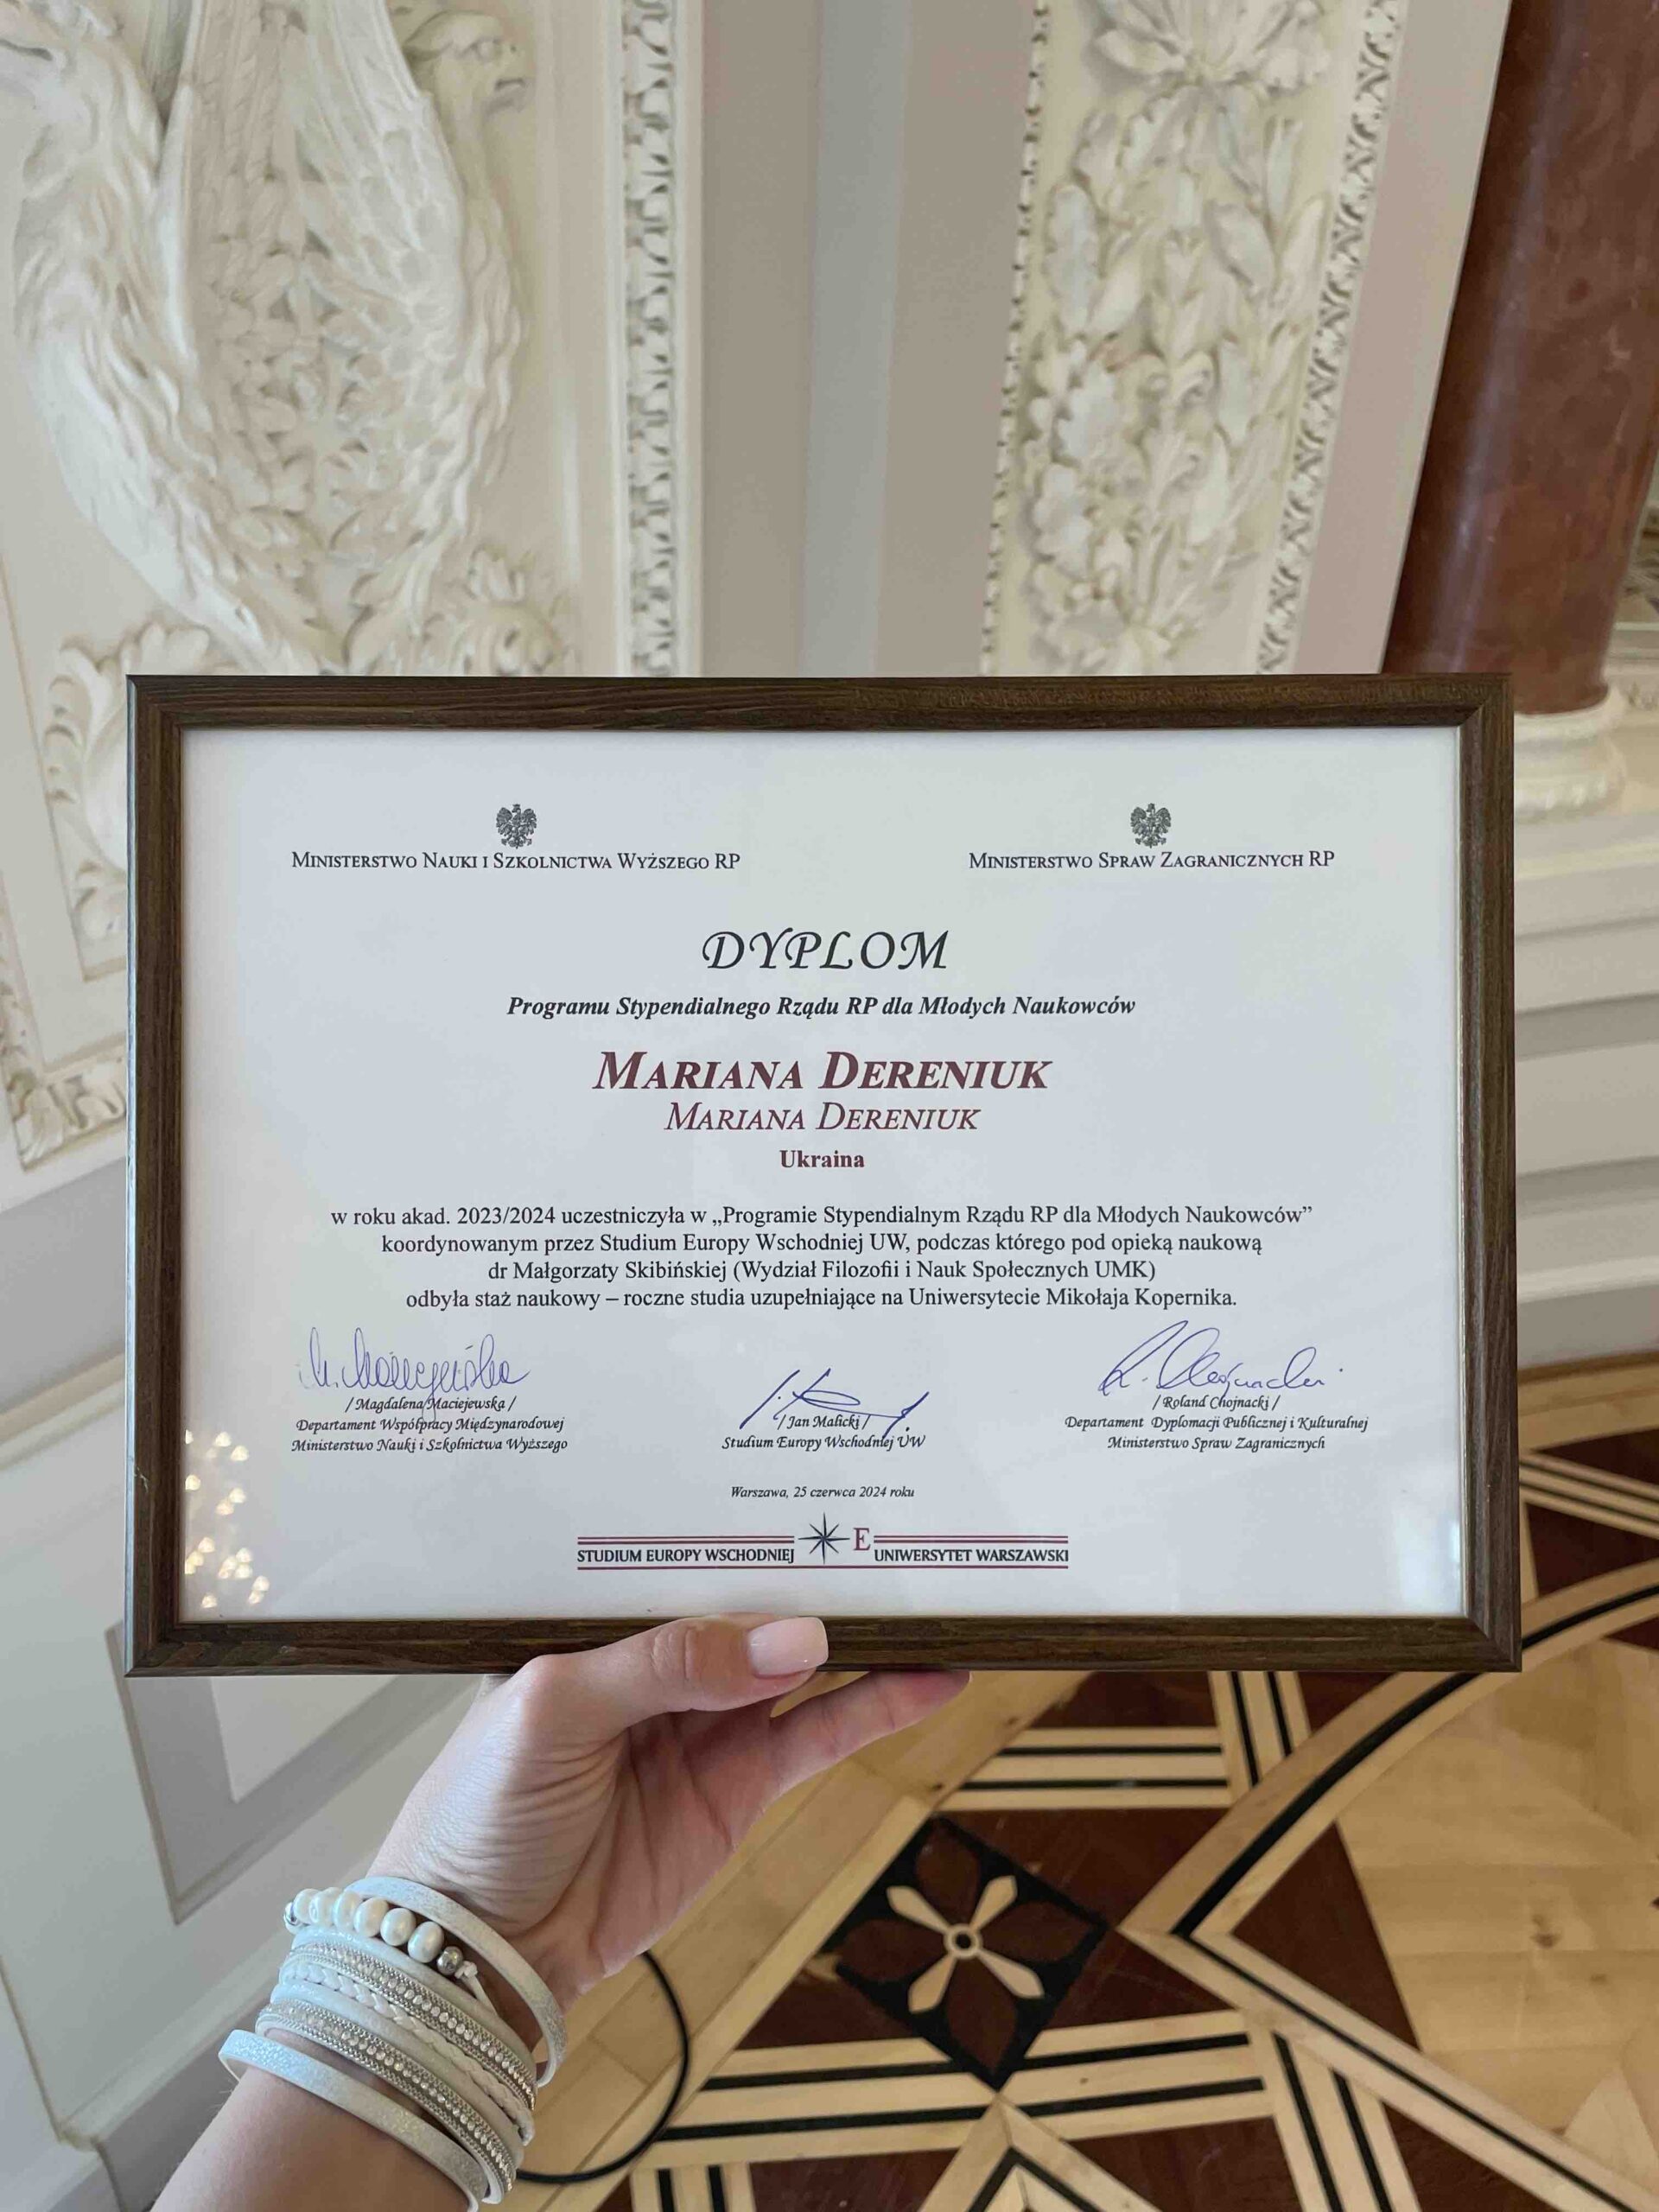 MINISTERSTWO NAUKI I SZKOLNICTWA WYŻSZEGO RP
MINISTERSTWO SPRAW ZAGRANICZNYCH RP
DYPLOM
Programu Stypendialnego Rządu RP dla Młodych Naukowców
MARIANA DERENIUK
MARIANA DERENIUK
Ukraina
w roku akad. 2023/2024 uczestniczyła w „Programie Stypendialnym Rządu RP dla Młodych Naukowców”
koordynowanym przez Studium Europy Wschodniej UW, podczas którego pod opieką naukową
dr Małgorzaty Skibińskiej (Wydział Filozofii i Nauk Społecznych UMK)
odbyła staż naukowy – roczne studia uzupełniające na Uniwersytecie Mikołaja Kopernika.
/ Magdalena Maciejewska /
Departament Współpracy Międzynarodowej
Ministerstwo Nauki i Szkolnictwa Wyższego
/ Jan Malicki /
Studium Europy Wschodniej UW
/ Roland Chojnacki /
Departament Dyplomacji Publicznej i Kulturalnej
Ministerstwo Spraw Zagranicznych
Warszawa, 25 czerwca 2024 roku
STUDIUM EUROPY WSCHODNIEJ E UNIWERSYTET WARSZAWSKI